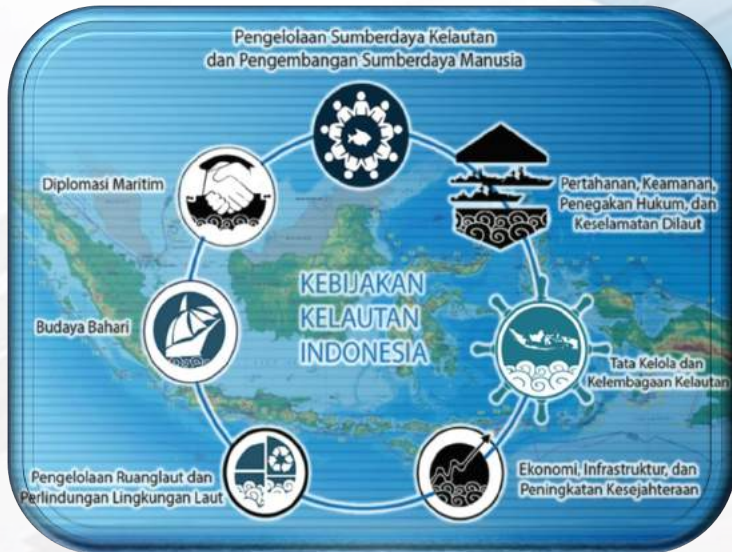 Pengelolaan Sumberdaya Kelautan
dan Pengembangan Sumberdaya Manusia
Diplomasi Maritim
Pertahanan, Keamanan,
Penegakan Hukum, dan
Keselamatan Dilaut
KEBIJAKAN
KELAUTAN
INDONESIA
Budaya Bahari
Tata Kelola dan
Kelembagaan Kelautan
Pengelolaan Ruanglaut dan
Perlindungan Lingkungan Laut
Ekonomi, Infrastruktur, dan
Peningkatan Kesejahteraan